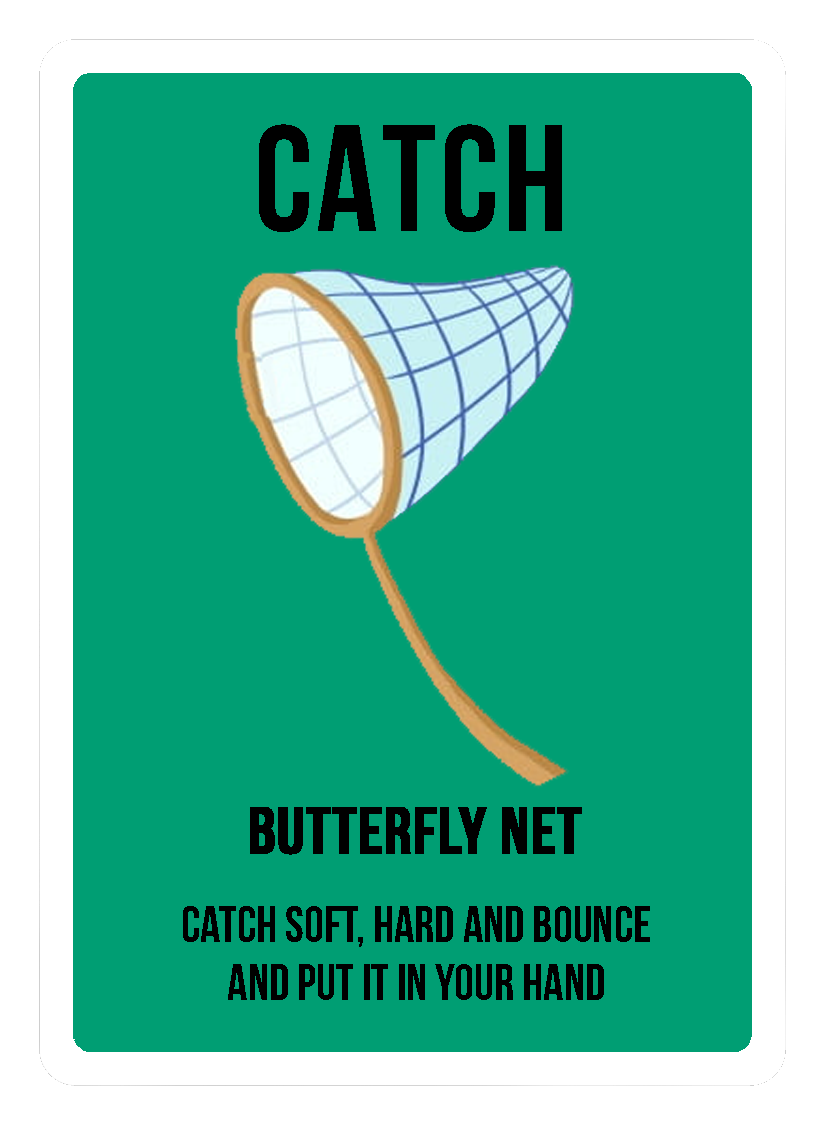 CATCH
BUTTERFLY NET
CATCH SOFT, HARD AND BOUNCE
AND PUT IT IN YOUR HAND